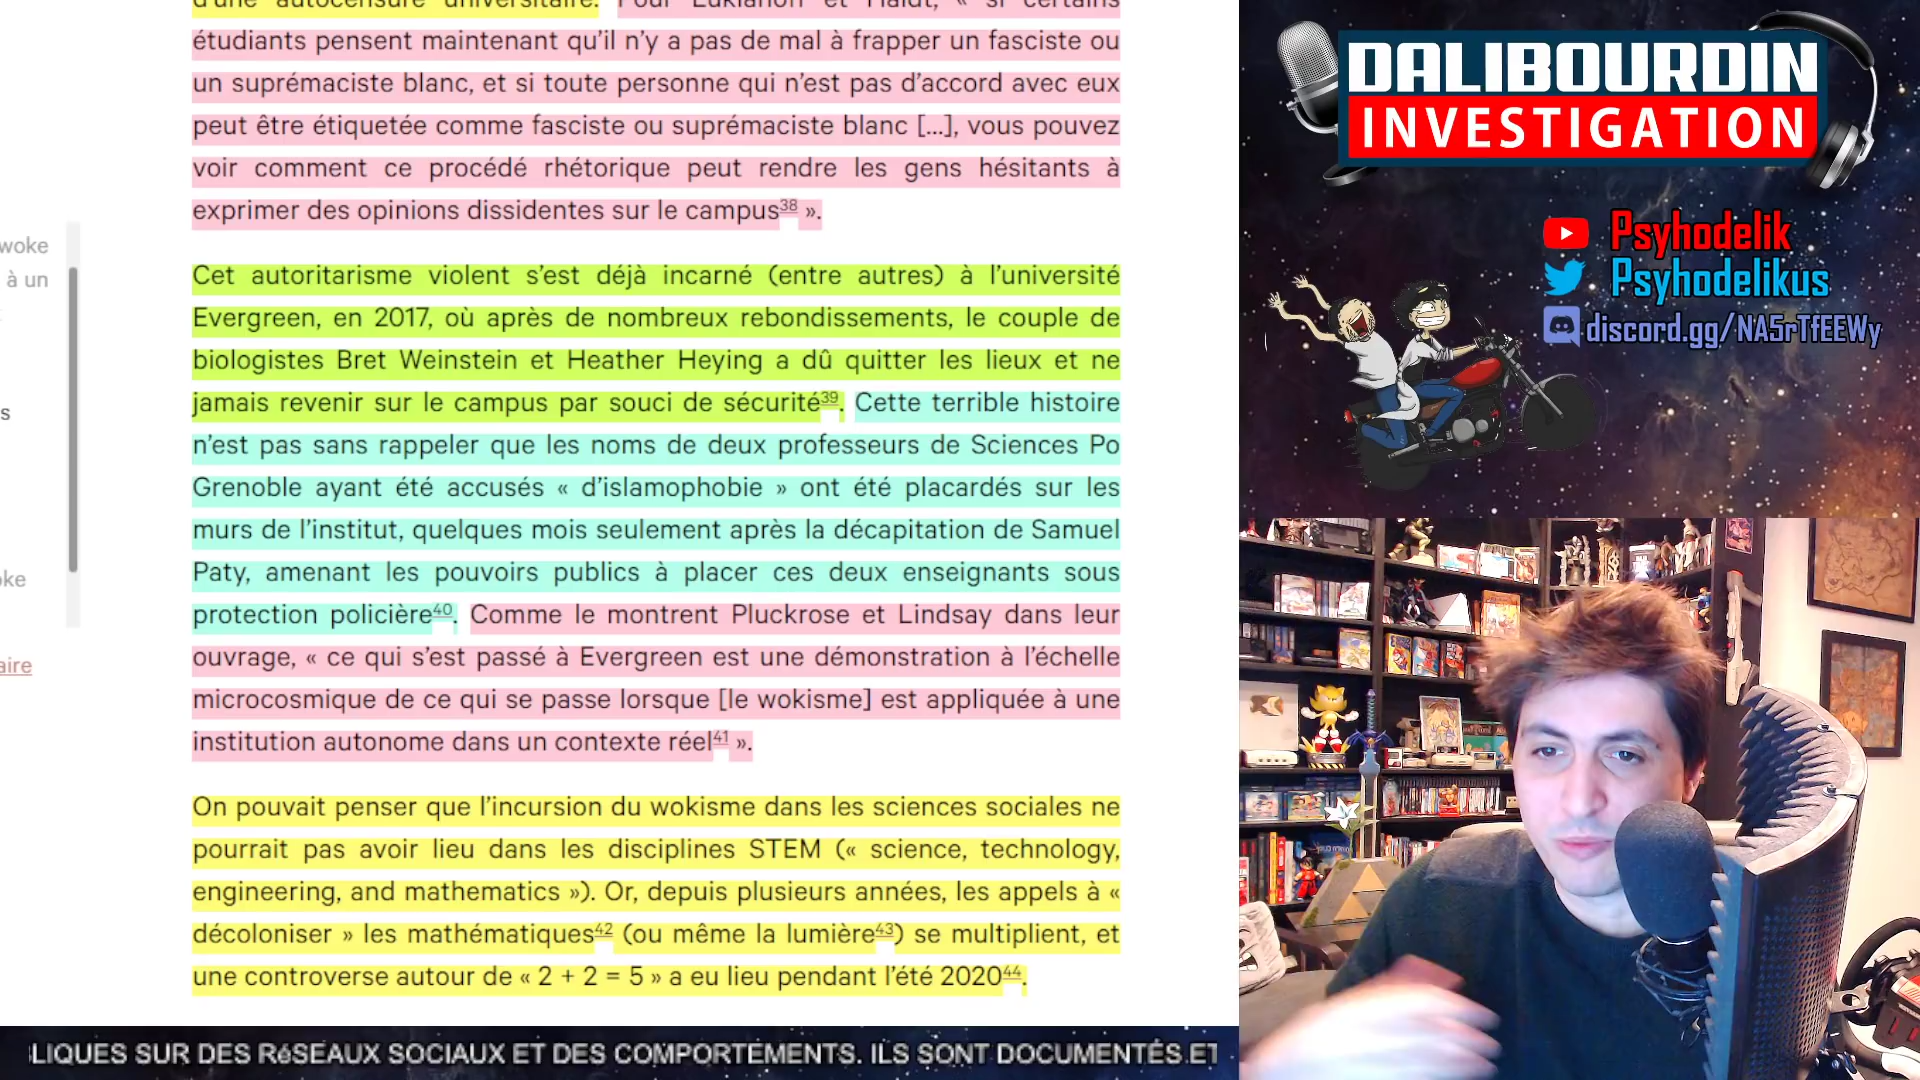 d'une autocensure universitaire. Pour Lukianoff et Haidt, « si certains
étudiants pensent maintenant qu'il n'y a pas de mal à frapper un fasciste ou
un suprémaciste blanc, et si toute personne qui n'est pas d'accord avec eux
peut être étiquetée comme fasciste ou suprémaciste blanc [...], vous pouvez
voir comment ce procédé rhétorique peut rendre les gens hésitants à
exprimer des opinions dissidentes sur le campus38 ».
Cet autoritarisme violent s'est déjà incarné (entre autres) à l'université
Evergreen, en 2017, où après de nombreux rebondissements, le couple de
biologistes Bret Weinstein et Heather Heying a dû quitter les lieux et ne
jamais revenir sur le campus par souci de sécurité39. Cette terrible histoire
n'est pas sans rappeler que les noms de deux professeurs de Sciences Po
Grenoble ayant été accusés « d'islamophobie » ont été placardés sur les
murs de l'institut, quelques mois seulement après la décapitation de Samuel
Paty, amenant les pouvoirs publics à placer ces deux enseignants sous
protection policière40. Comme le montrent Pluckrose et Lindsay dans leur
ouvrage, « ce qui s'est passé à Evergreen est une démonstration à l'échelle
microcosmique de ce qui se passe lorsque [le wokisme] est appliquée à une
institution autonome dans un contexte réel41 ».
On pouvait penser que l'incursion du wokisme dans les sciences sociales ne
pourrait pas avoir lieu dans les disciplines STEM (« science, technology,
engineering, and mathematics »). Or, depuis plusieurs années, les appels à «
décoloniser » les mathématiques42 (ou même la lumière43) se multiplient, et
une controverse autour de « 2 + 2 = 5 » a eu lieu pendant l'été 202044.
woke
à un
s
oke
aire
DALIBOURDIN
INVESTIGATION
Psyhodelik
Psyhodelikus
discord.gg/NA5rTfEEWy
LIQUES SUR DES RéSEAUX SOCIAUX ET DES COMPORTEMENTS. ILS SONT DOCUMENTÉS ET